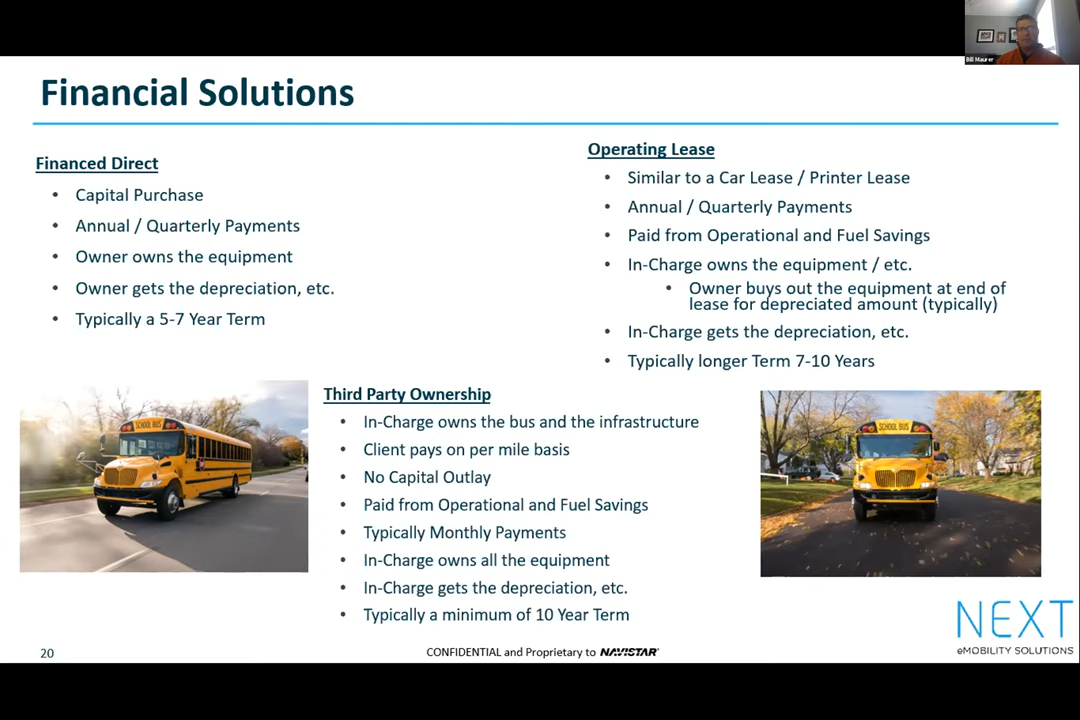 Bill Maurer
Financial Solutions
Financed Direct
• Capital Purchase
• Annual / Quarterly Payments
• Owner owns the equipment
• Owner gets the depreciation, etc.
• Typically a 5-7 Year Term
Operating Lease
• Similar to a Car Lease / Printer Lease
• Annual / Quarterly Payments
• Paid from Operational and Fuel Savings
• In-Charge owns the equipment / etc.
• Owner buys out the equipment at end of
lease for depreciated amount (typically)
• In-Charge gets the depreciation, etc.
• Typically longer Term 7-10 Years
Third Party Ownership
• In-Charge owns the bus and the infrastructure
• Client pays on per mile basis
• No Capital Outlay
• Paid from Operational and Fuel Savings
• Typically Monthly Payments
• In-Charge owns all the equipment
• In-Charge gets the depreciation, etc.
• Typically a minimum of 10 Year Term
SCHOOL BUS
SCHOOL BUS
NEXT
eMOBILITY SOLUTIONS
20
CONFIDENTIAL and Proprietary to NAVISTAR